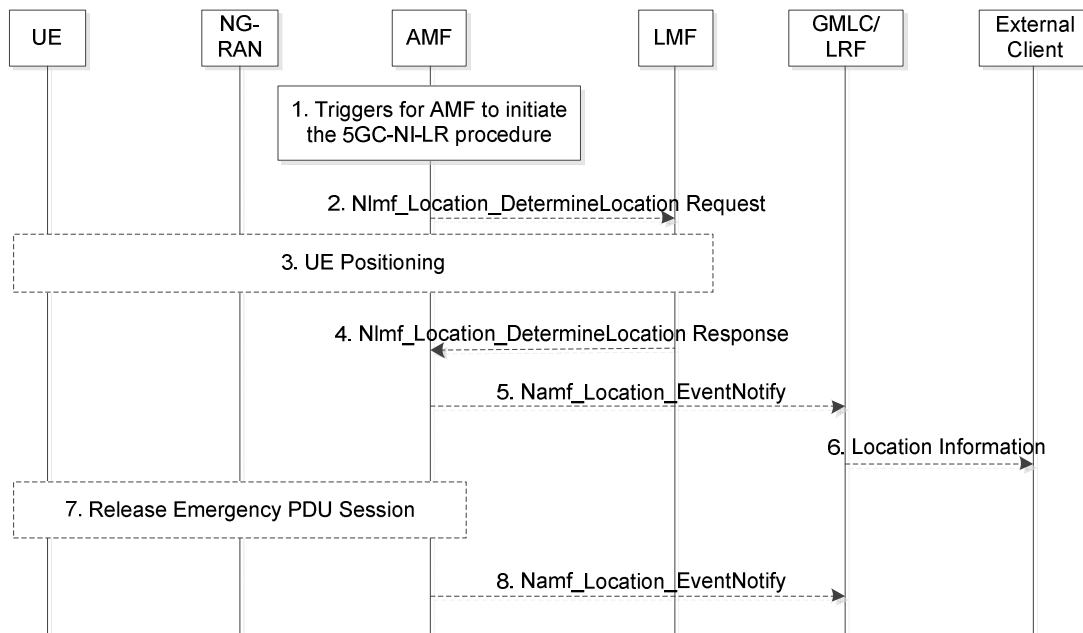 UE
NG-
RAN
AMF
LMF
GMLC/
LRF
External
Client
1. Triggers for AMF to initiate
the 5GC-NI-LR procedure
2. Nlmf_Location_DetermineLocation Request
3. UE Positioning
4. Nlmf_Location_DetermineLocation Response
5. Namf_Location_EventNotify
6. Location Information
7. Release Emergency PDU Session
8. Namf_Location_EventNotify